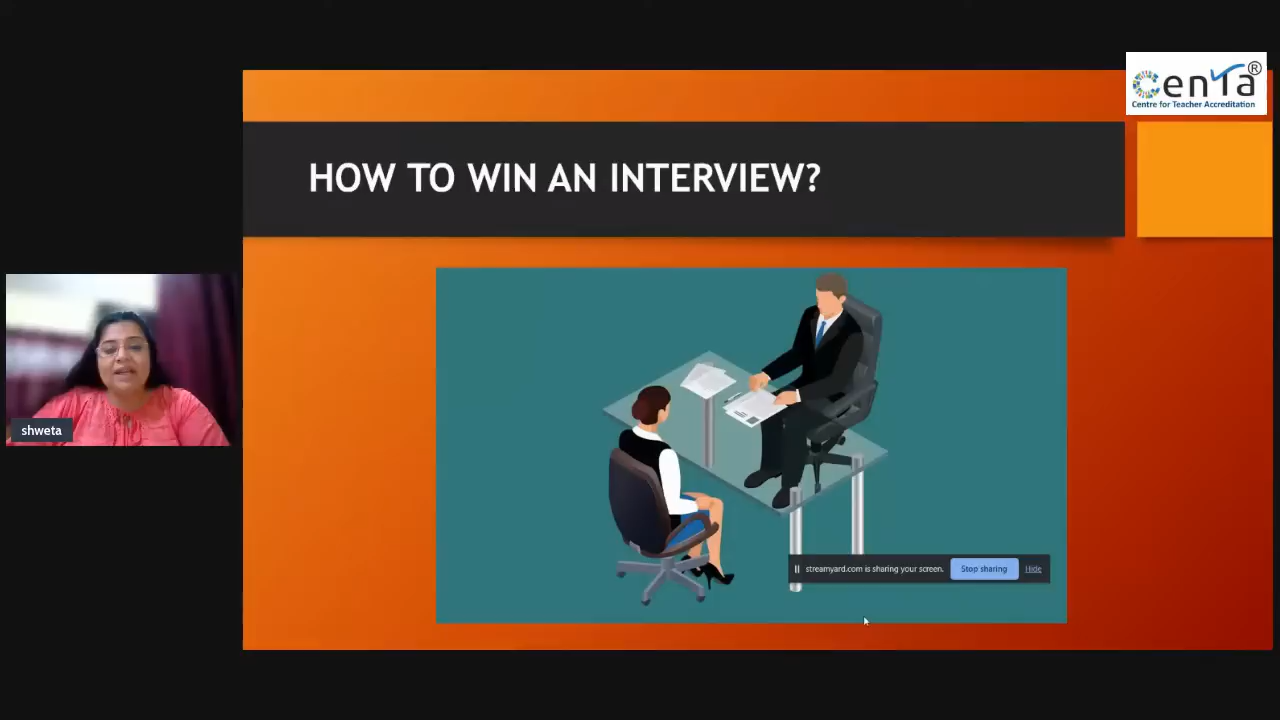 CENTA®
Centre for Teacher Accreditation
HOW TO WIN AN INTERVIEW?
shweta
streamyard.com is sharing your screen.
Stop sharing
Hide